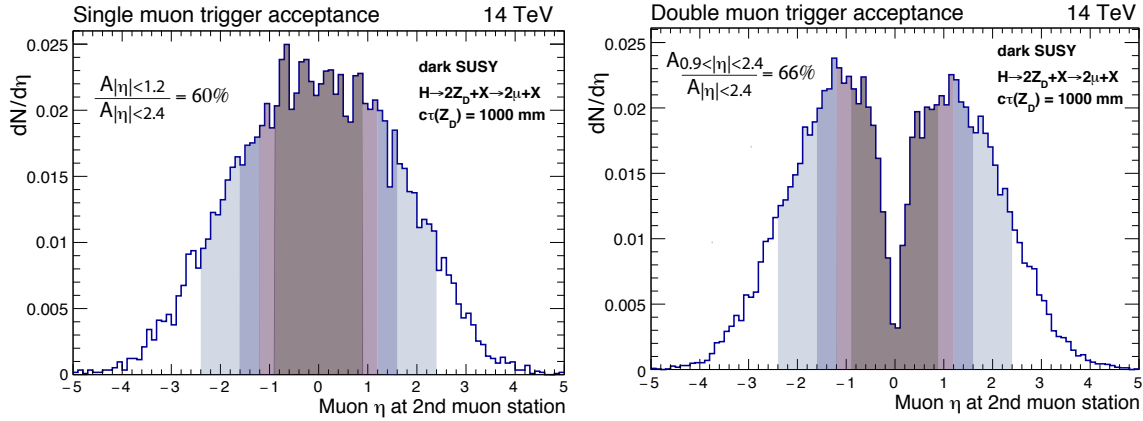 Single muon trigger acceptance 14 TeV
dN/dη
0.025
0.02
0.015
0.01
0.005
0
A|η|<1.2
A|η|<2.4
= 60%
dark SUSY
H→2Z_D+X→2μ+X
cτ(Z_D) = 1000 mm
−5 −4 −3 −2 −1 0 1 2 3 4 5
Muon η at 2nd muon station
Double muon trigger acceptance 14 TeV
dN/dη
0.025
0.02
0.015
0.01
0.005
0
A0.9<|η|<2.4
A|η|<2.4
= 66%
dark SUSY
H→2Z_D+X→2μ+X
cτ(Z_D) = 1000 mm
−5 −4 −3 −2 −1 0 1 2 3 4 5
Muon η at 2nd muon station